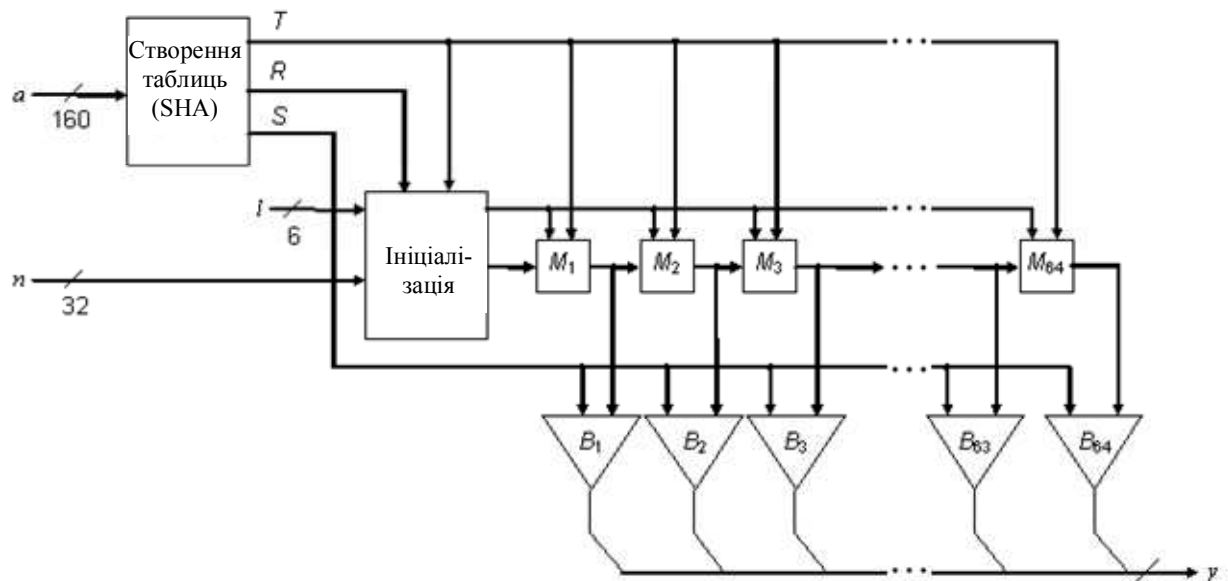 T
Створення
таблиць
(SHA)
R
a
160
S
l
6
Ініціалі-
зація
n
32
M₁
M₂
M₃
M₆₄
B₁
B₂
B₃
B₆₃
B₆₄
y